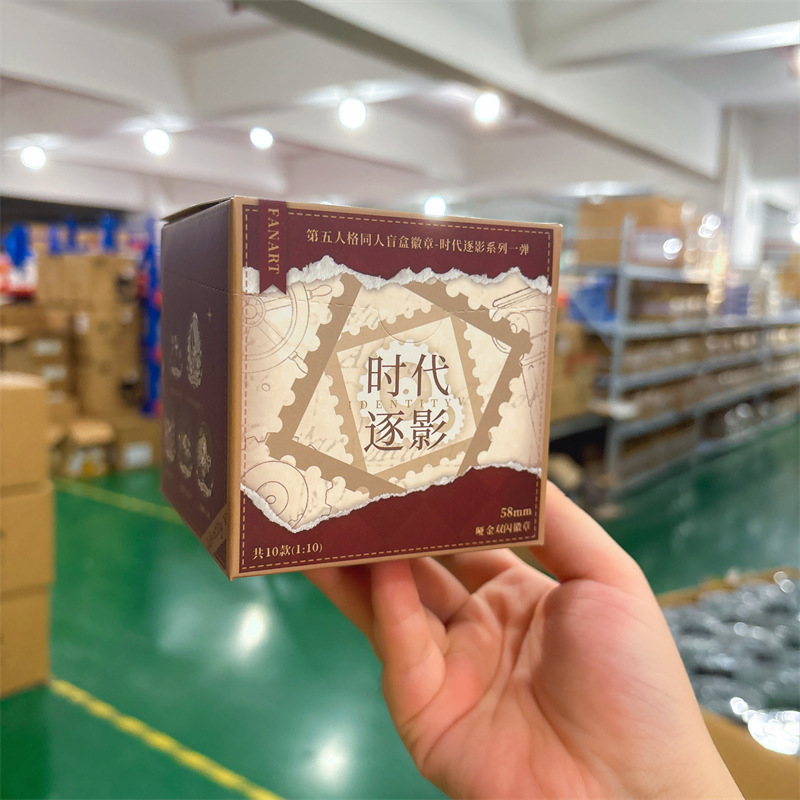 FANART
第五人格同人盲盒徽章-时代逐影系列一弹
时代
IDENTITY V
逐影
58mm
哑金双闪徽章
共10款(1:10)